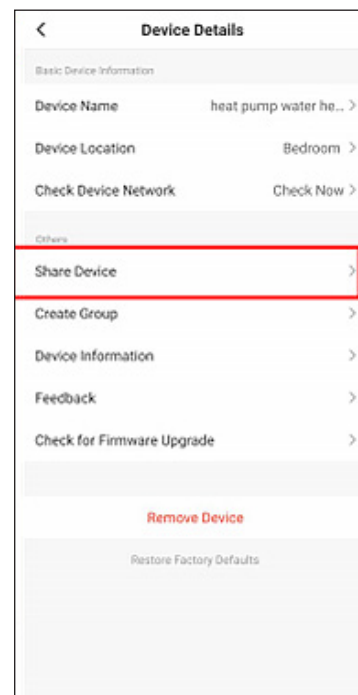 Device Details
Basic Device Information
Device Name heat pump water he...
Device Location Bedroom
Check Device Network Check Now
Others
Share Device
Create Group
Device Information
Feedback
Check for Firmware Upgrade
Remove Device
Restore Factory Defaults